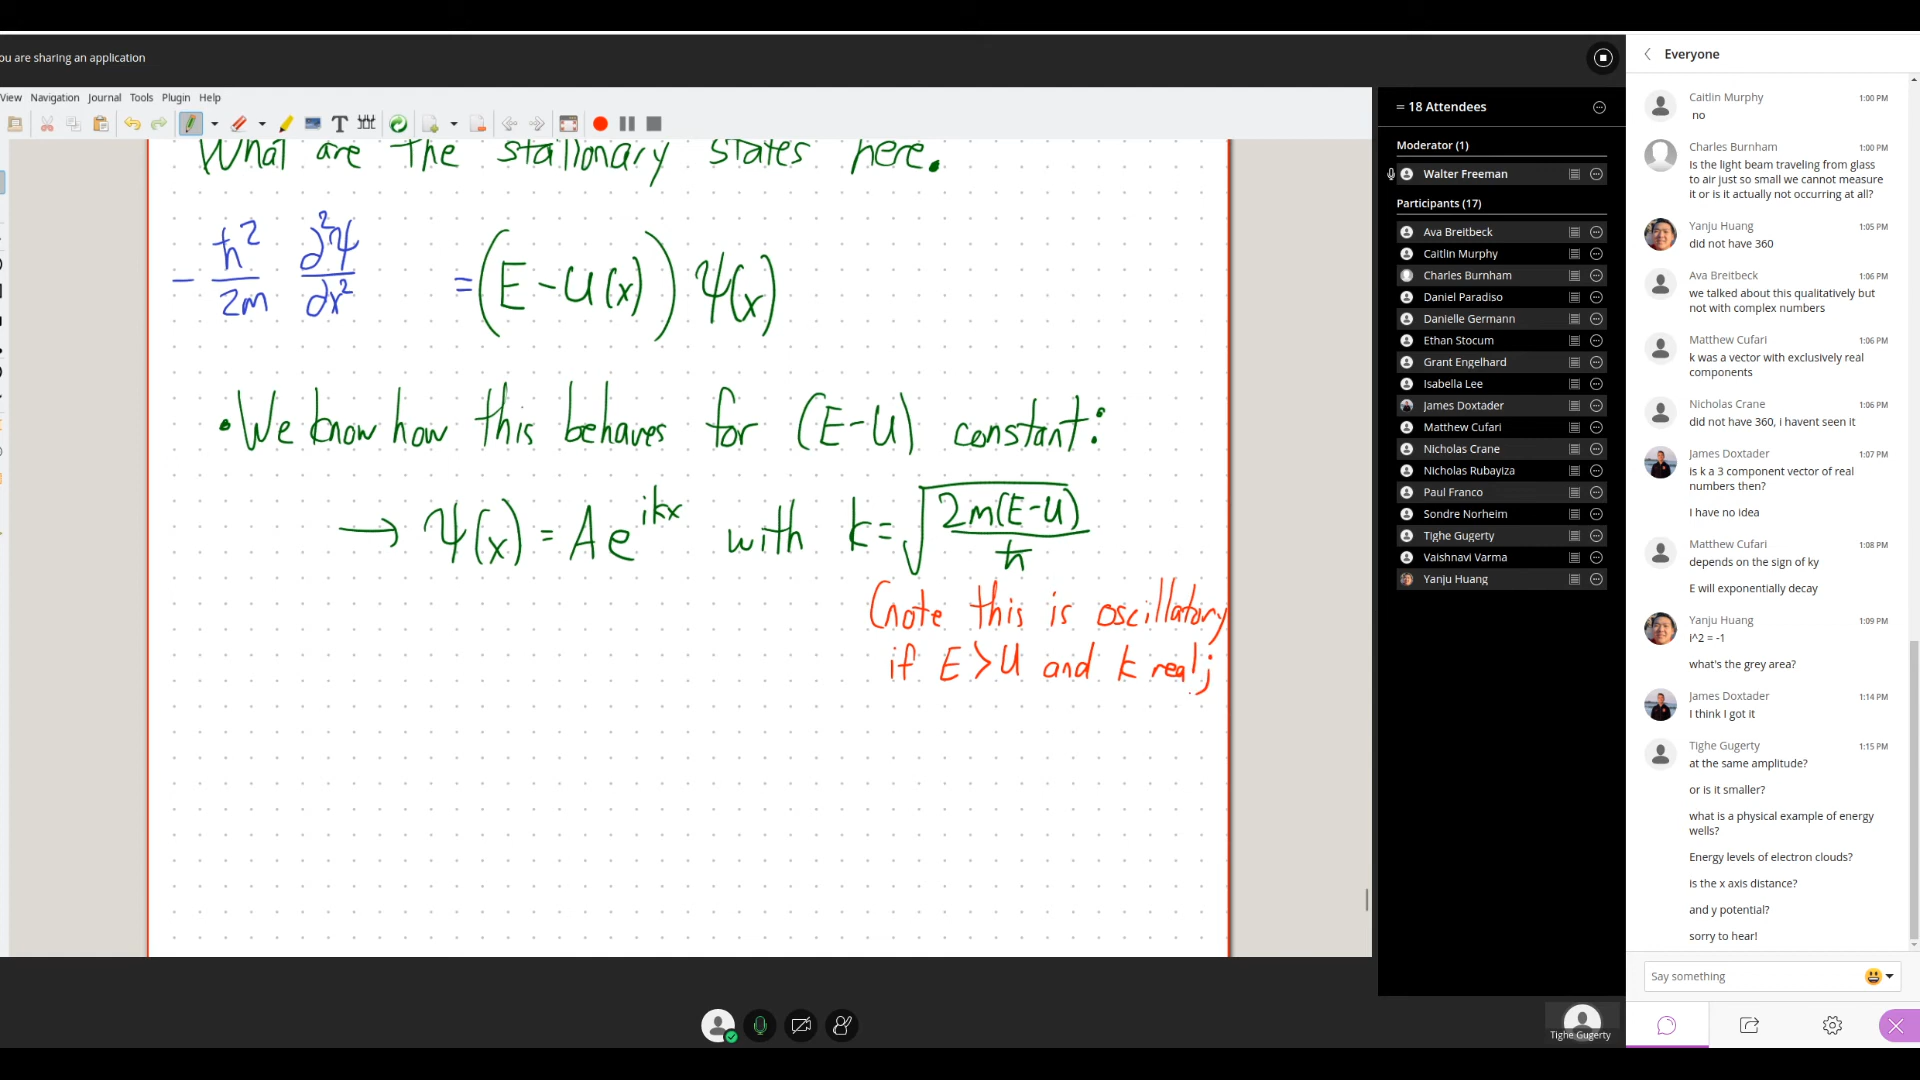 you are sharing an application
View Navigation Journal Tools Plugin Help
What are the stationary states here.
- ħ²/2m ∂²ψ/dx² = (E-U(x)) ψ(x)
• We know how this behaves for (E-U) constant:
→ ψ(x) = A e^{ikx} with k = √(2m(E-U)/ħ)
(note this is oscillatory
if E > U and k real;
18 Attendees
Moderator (1)
Walter Freeman
Participants (17)
Ava Breitbeck
Caitlin Murphy
Charles Burnham
Daniel Paradiso
Danielle Germann
Ethan Stocum
Grant Engelhard
Isabella Lee
James Doxtader
Matthew Cufari
Nicholas Crane
Nicholas Rubayiza
Paul Franco
Sondre Norheim
Tighe Gugerty
Vaishnavi Varma
Yanju Huang
Tighe Gugerty
Everyone
Caitlin Murphy 1:00 PM
no
Charles Burnham 1:00 PM
Is the light beam traveling from glass
to air just so small we cannot measure
it or is it actually not occurring at all?
Yanju Huang 1:05 PM
did not have 360
Ava Breitbeck 1:06 PM
we talked about this qualitatively but
not with complex numbers
Matthew Cufari 1:06 PM
k was a vector with exclusively real
components
Nicholas Crane 1:06 PM
did not have 360, i havent seen it
James Doxtader 1:07 PM
is k a 3 component vector of real
numbers then?
I have no idea
Matthew Cufari 1:08 PM
depends on the sign of ky
E will exponentially decay
Yanju Huang 1:09 PM
i^2 = -1
what's the grey area?
James Doxtader 1:14 PM
I think I got it
Tighe Gugerty 1:15 PM
at the same amplitude?
or is it smaller?
what is a physical example of energy
wells?
Energy levels of electron clouds?
is the x axis distance?
and y potential?
sorry to hear!
Say something